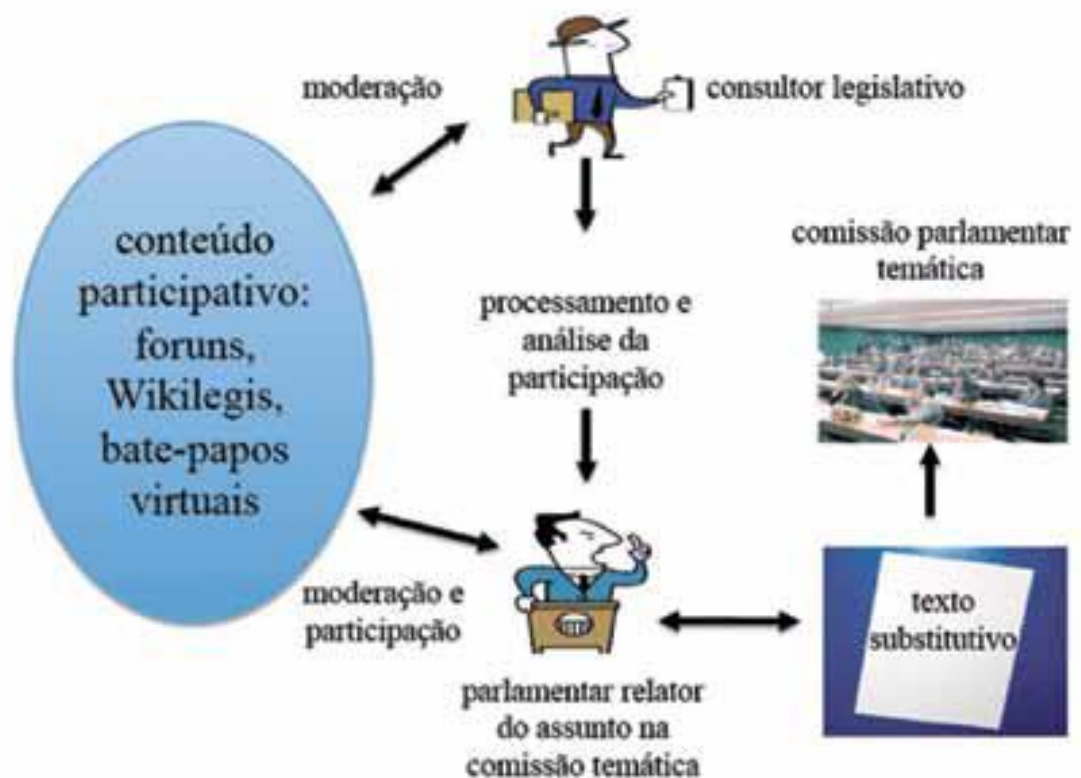 moderação
consultor legislativo
conteúdo
participativo:
foruns,
Wikilegis,
bate-papos
virtuais
processamento e
análise da
participação
comissão parlamentar
temática
moderação e
participação
parlamentar relator
do assunto na
comissão temática
texto
substitutivo